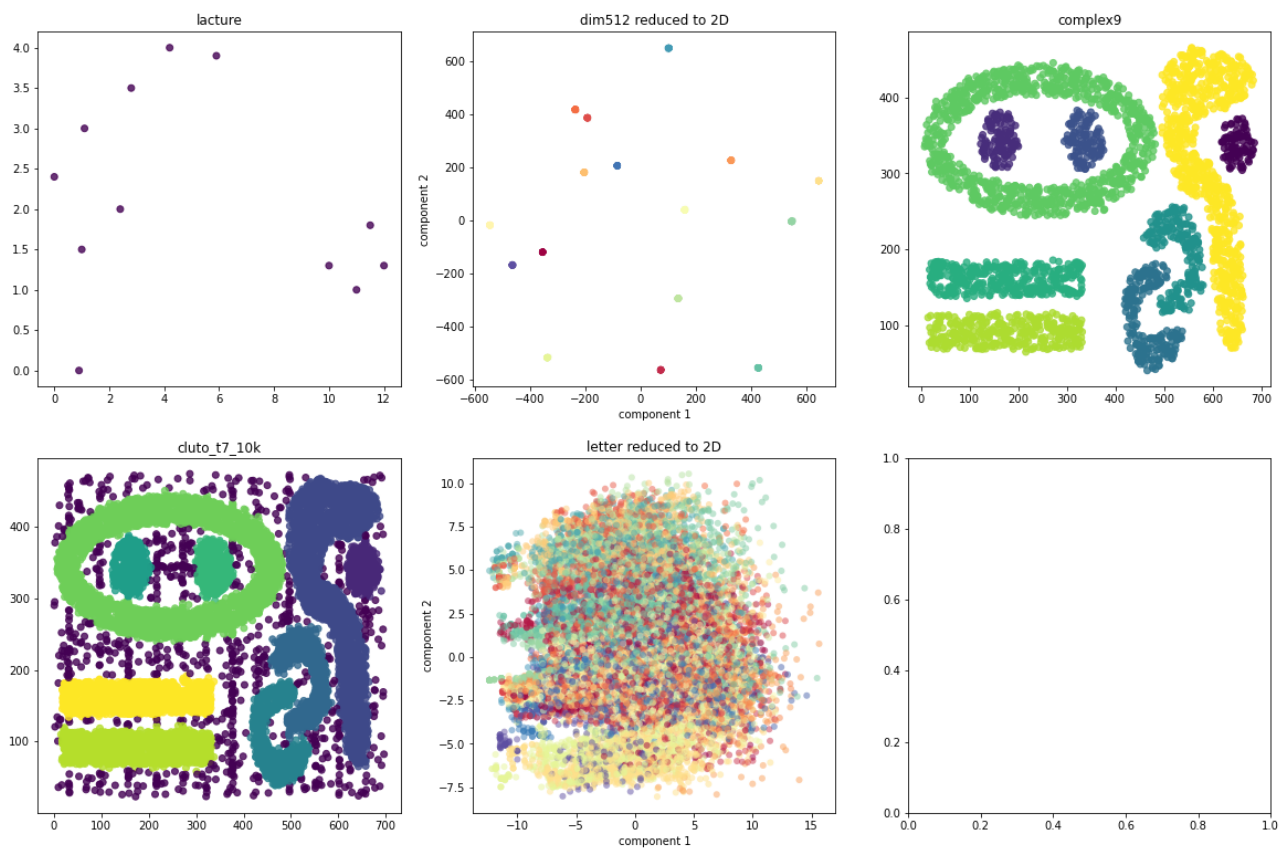 lacture
4.0
3.5
3.0
2.5
2.0
1.5
1.0
0.5
0.0
0 2 4 6 8 10 12
dim512 reduced to 2D
component 2
600
400
200
0
−200
−400
−600
−600 −400 −200 0 200 400 600
component 1
complex9
400
300
200
100
0 100 200 300 400 500 600 700
cluto_t7_10k
400
300
200
100
0 100 200 300 400 500 600 700
letter reduced to 2D
component 2
10.0
7.5
5.0
2.5
0.0
−2.5
−5.0
−7.5
−10 −5 0 5 10 15
component 1
1.0
0.8
0.6
0.4
0.2
0.0
0.0 0.2 0.4 0.6 0.8 1.0